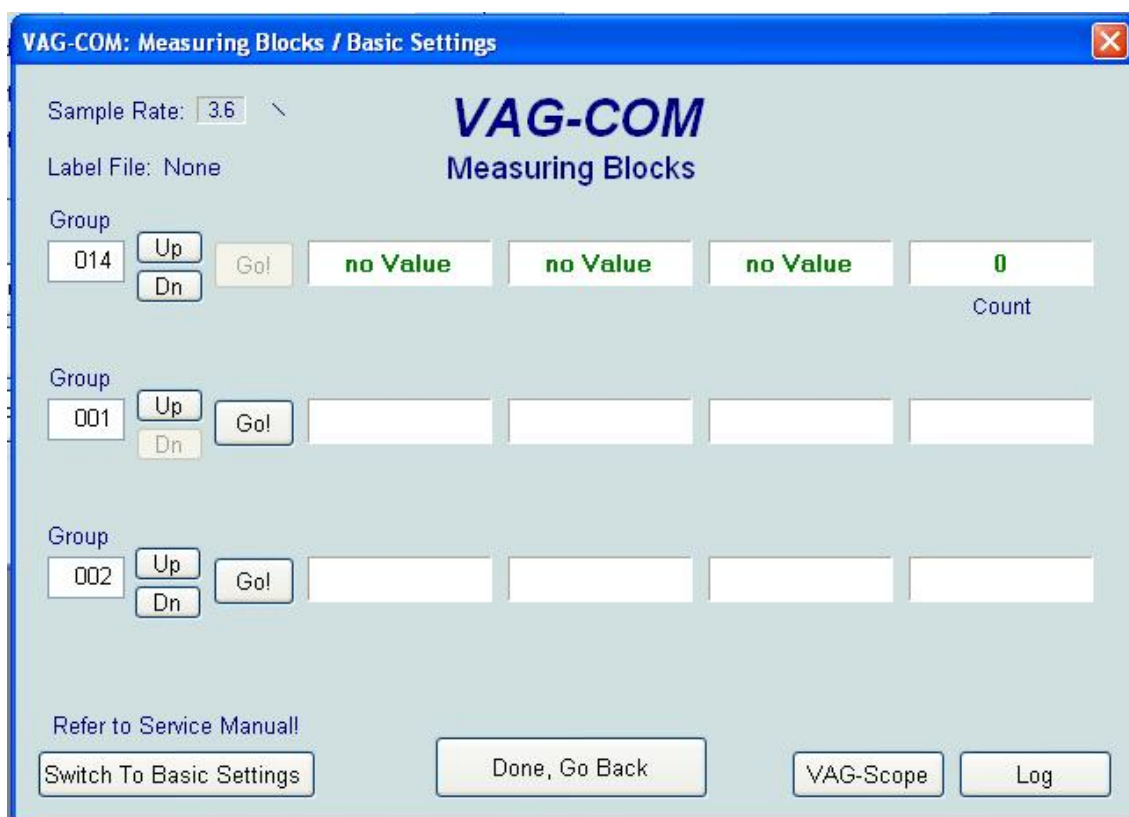 VAG-COM: Measuring Blocks / Basic Settings
Sample Rate: 3.6 \
VAG-COM
Label File: None
Measuring Blocks
Group
014 Up Dn Go! no Value no Value no Value 0
Count
Group
001 Up Dn Go!
Group
002 Up Dn Go!
Refer to Service Manual!
Switch To Basic Settings Done, Go Back VAG-Scope Log